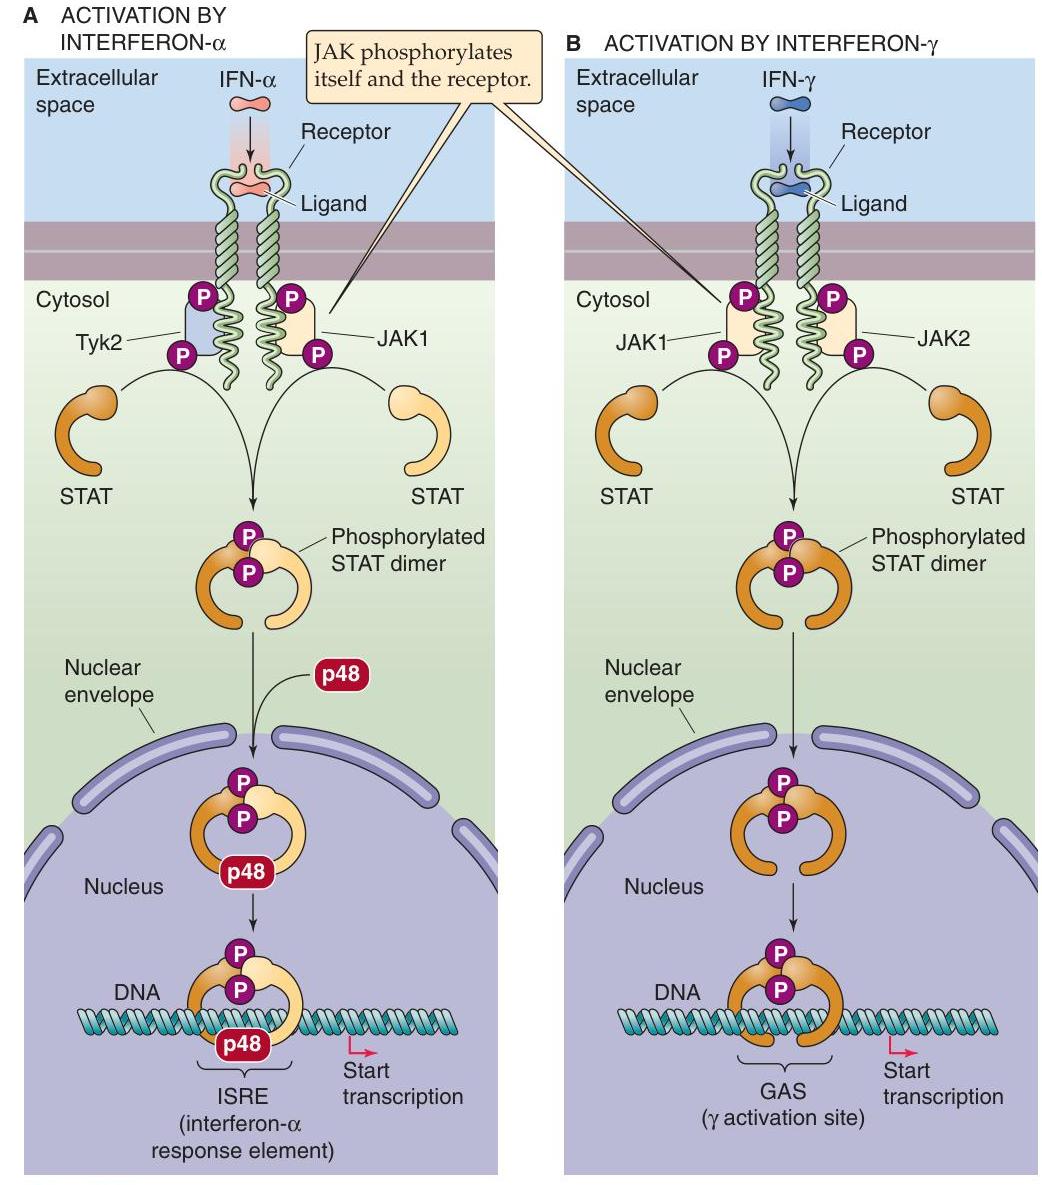 A ACTIVATION BY
INTERFERON-α
JAK phosphorylates
itself and the receptor.
Extracellular
space
IFN-α
Receptor
Ligand
Cytosol
P
P
Tyk2
JAK1
P
P
STAT
STAT
P
P
Phosphorylated
STAT dimer
Nuclear
envelope
p48
P
P
p48
Nucleus
P
P
DNA
p48
Start
transcription
ISRE
(interferon-α
response element)
B ACTIVATION BY INTERFERON-γ
Extracellular
space
IFN-γ
Receptor
Ligand
Cytosol
P
P
JAK1
JAK2
P
P
STAT
STAT
P
P
Phosphorylated
STAT dimer
Nuclear
envelope
P
P
Nucleus
P
P
DNA
Start
transcription
GAS
(γ activation site)